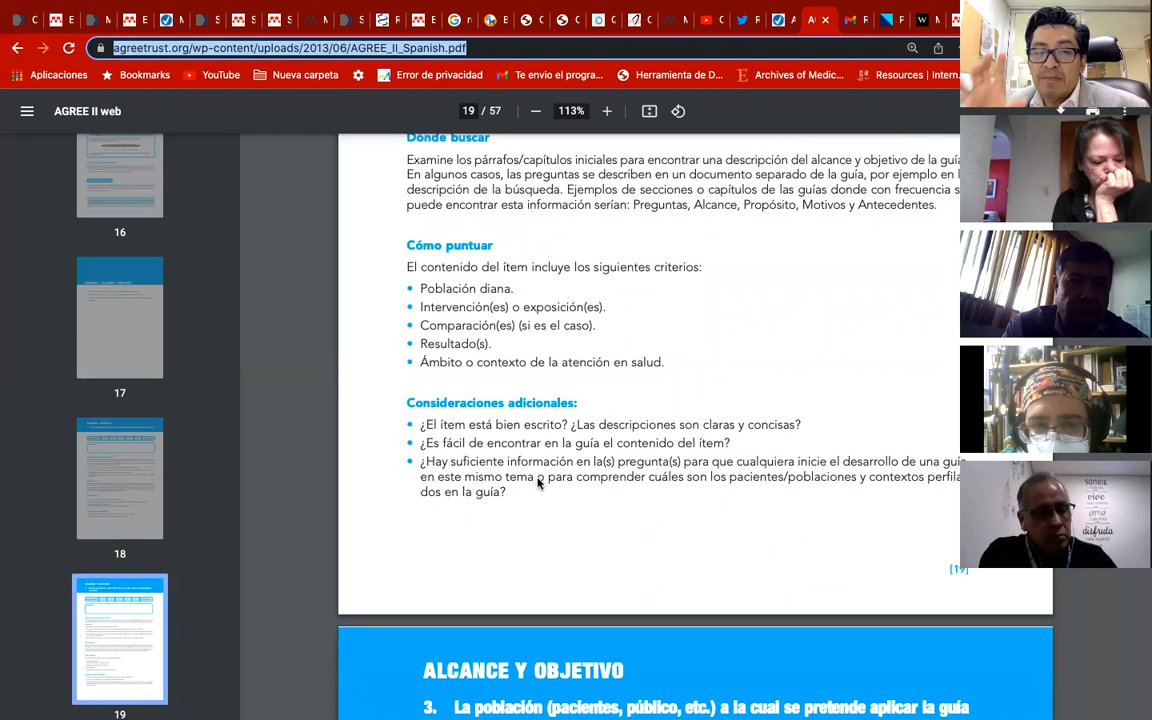 agreetrust.org/wp-content/uploads/2013/06/AGREE_II_Spanish.pdf
Aplicaciones
Bookmarks
YouTube
Nueva carpeta
Error de privacidad
Te envio el progra...
Herramienta de D...
Archives of Medic...
Resources | Intern...
AGREE II web
19 / 57
113%
Dónde buscar
Examine los párrafos/capítulos iniciales para encontrar una descripción del alcance y objetivo de la guía
En algunos casos, las preguntas se describen en un documento separado de la guía, por ejemplo en l
descripción de la búsqueda. Ejemplos de secciones o capítulos de las guías donde con frecuencia s
puede encontrar esta información serían: Preguntas, Alcance, Propósito, Motivos y Antecedentes.
Cómo puntuar
El contenido del ítem incluye los siguientes criterios:
• Población diana.
• Intervención(es) o exposición(es).
• Comparación(es) (si es el caso).
• Resultado(s).
• Ámbito o contexto de la atención en salud.
Consideraciones adicionales:
• ¿El ítem está bien escrito? ¿Las descripciones son claras y concisas?
• ¿Es fácil de encontrar en la guía el contenido del ítem?
• ¿Hay suficiente información en la(s) pregunta(s) para que cualquiera inicie el desarrollo de una guía
en este mismo tema o para comprender cuáles son los pacientes/poblaciones y contextos perfila
dos en la guía?
[19]
ALCANCE Y OBJETIVO
3. La población (pacientes, público, etc.) a la cual se pretende aplicar la guía
16
17
18
19
SONRIE
vive
ama
disfruta